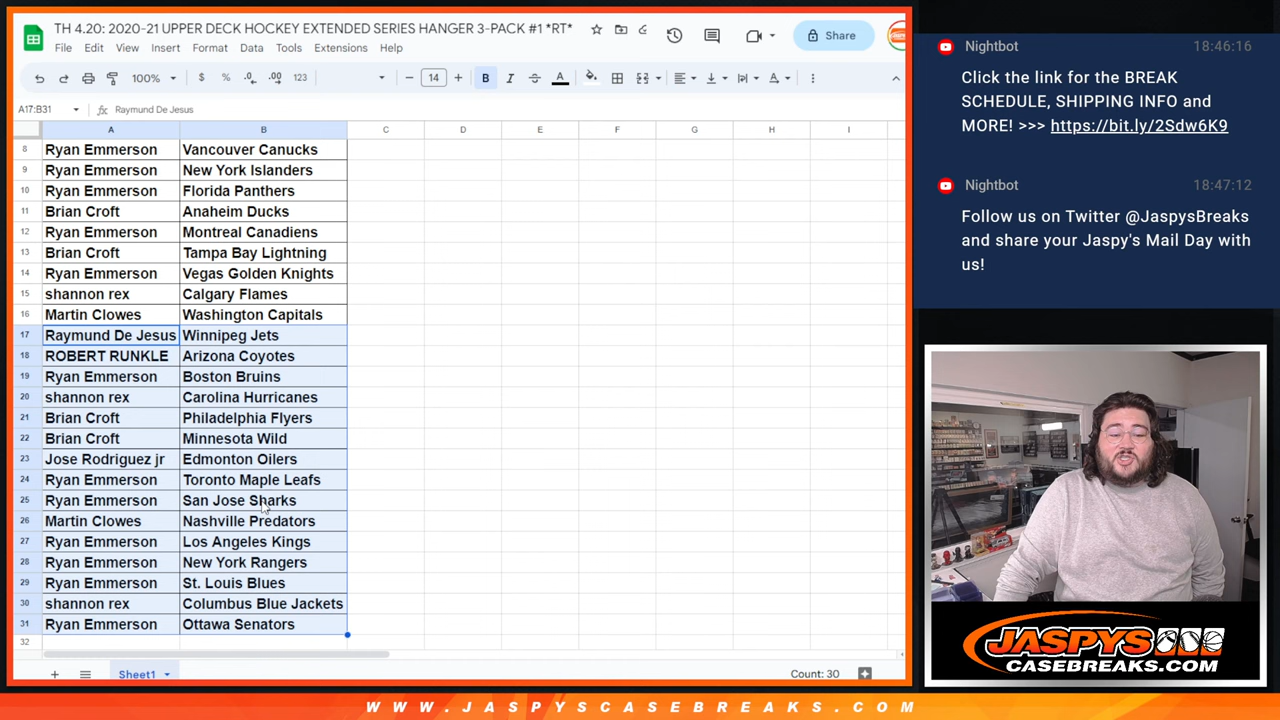 TH 4.20: 2020-21 UPPER DECK HOCKEY EXTENDED SERIES HANGER 3-PACK #1 *RT*
File Edit View Insert Format Data Tools Extensions Help
Share
100% $ % .0 .00 123 14 B I A
A17:B31 fx Raymund De Jesus
A B C D E F G H I
8 Ryan Emmerson Vancouver Canucks
9 Ryan Emmerson New York Islanders
10 Ryan Emmerson Florida Panthers
11 Brian Croft Anaheim Ducks
12 Ryan Emmerson Montreal Canadiens
13 Brian Croft Tampa Bay Lightning
14 Ryan Emmerson Vegas Golden Knights
15 shannon rex Calgary Flames
16 Martin Clowes Washington Capitals
17 Raymund De Jesus Winnipeg Jets
18 ROBERT RUNKLE Arizona Coyotes
19 Ryan Emmerson Boston Bruins
20 shannon rex Carolina Hurricanes
21 Brian Croft Philadelphia Flyers
22 Brian Croft Minnesota Wild
23 Jose Rodriguez jr Edmonton Oilers
24 Ryan Emmerson Toronto Maple Leafs
25 Ryan Emmerson San Jose Sharks
26 Martin Clowes Nashville Predators
27 Ryan Emmerson Los Angeles Kings
28 Ryan Emmerson New York Rangers
29 Ryan Emmerson St. Louis Blues
30 shannon rex Columbus Blue Jackets
31 Ryan Emmerson Ottawa Senators
32
Sheet1 Count: 30
Nightbot 18:46:16
Click the link for the BREAK
SCHEDULE, SHIPPING INFO and
MORE! >>> https://bit.ly/2Sdw6K9
Nightbot 18:47:12
Follow us on Twitter @JaspysBreaks
and share your Jaspy's Mail Day with
us!
JASPYS
CASEBREAKS.COM
WWW.JASPYSCASEBREAKS.COM